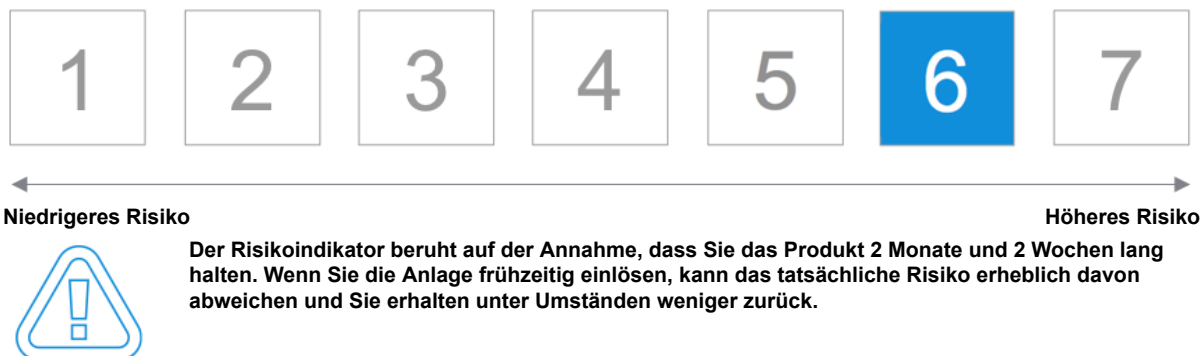 1 2 3 4 5 6 7
Niedrigeres Risiko Höheres Risiko
Der Risikoindikator beruht auf der Annahme, dass Sie das Produkt 2 Monate und 2 Wochen lang
halten. Wenn Sie die Anlage frühzeitig einlösen, kann das tatsächliche Risiko erheblich davon
abweichen und Sie erhalten unter Umständen weniger zurück.